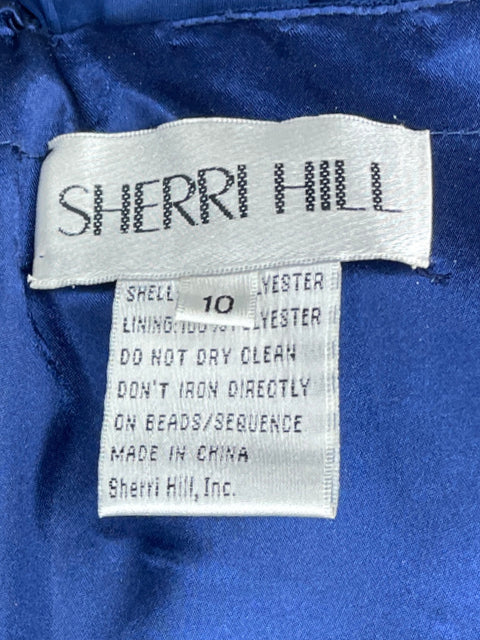 SHERRI HILL
10
SHELL
LINING:100% LYESTER
DO NOT DRY CLEAN
DON'T IRON DIRECTLY
ON BEADS/SEQUENCE
MADE IN CHINA
Sherri Hill, Inc.